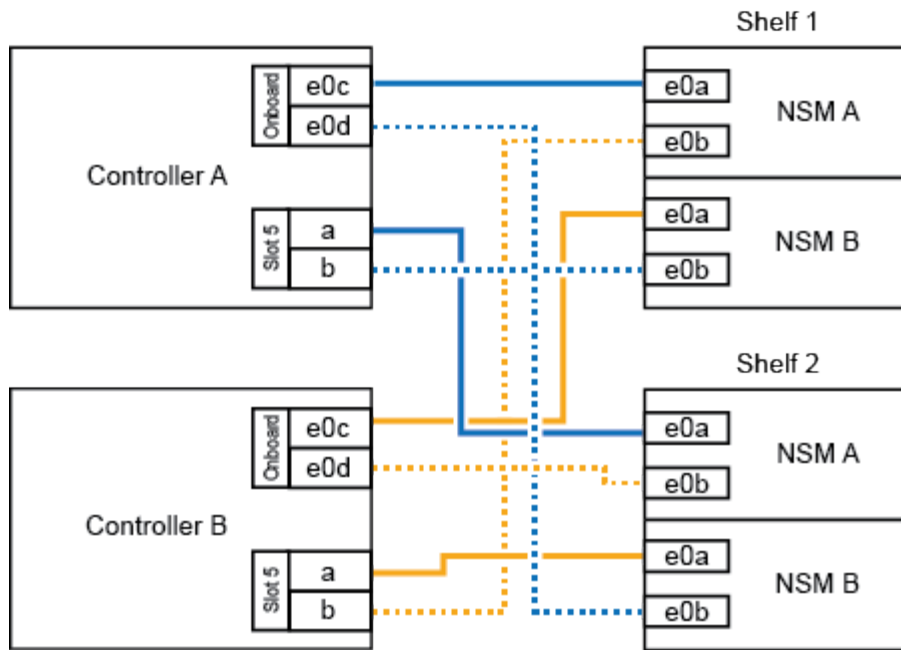 Shelf 1
Controller A
Onboard
e0c
e0d
Slot 5
a
b
e0a
e0b
NSM A
e0a
e0b
NSM B
Shelf 2
Controller B
Onboard
e0c
e0d
Slot 5
a
b
e0a
e0b
NSM A
e0a
e0b
NSM B